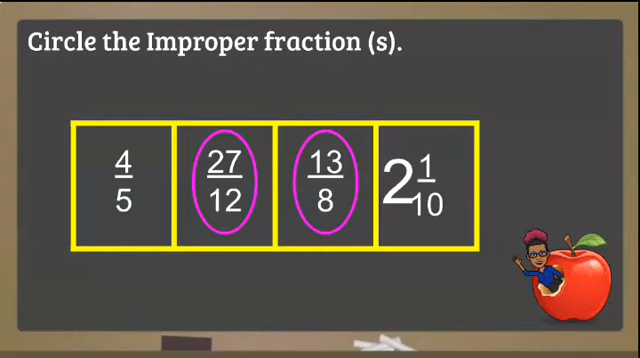 Circle the Improper fraction (s).
4/5 27/12 13/8 2 1/10